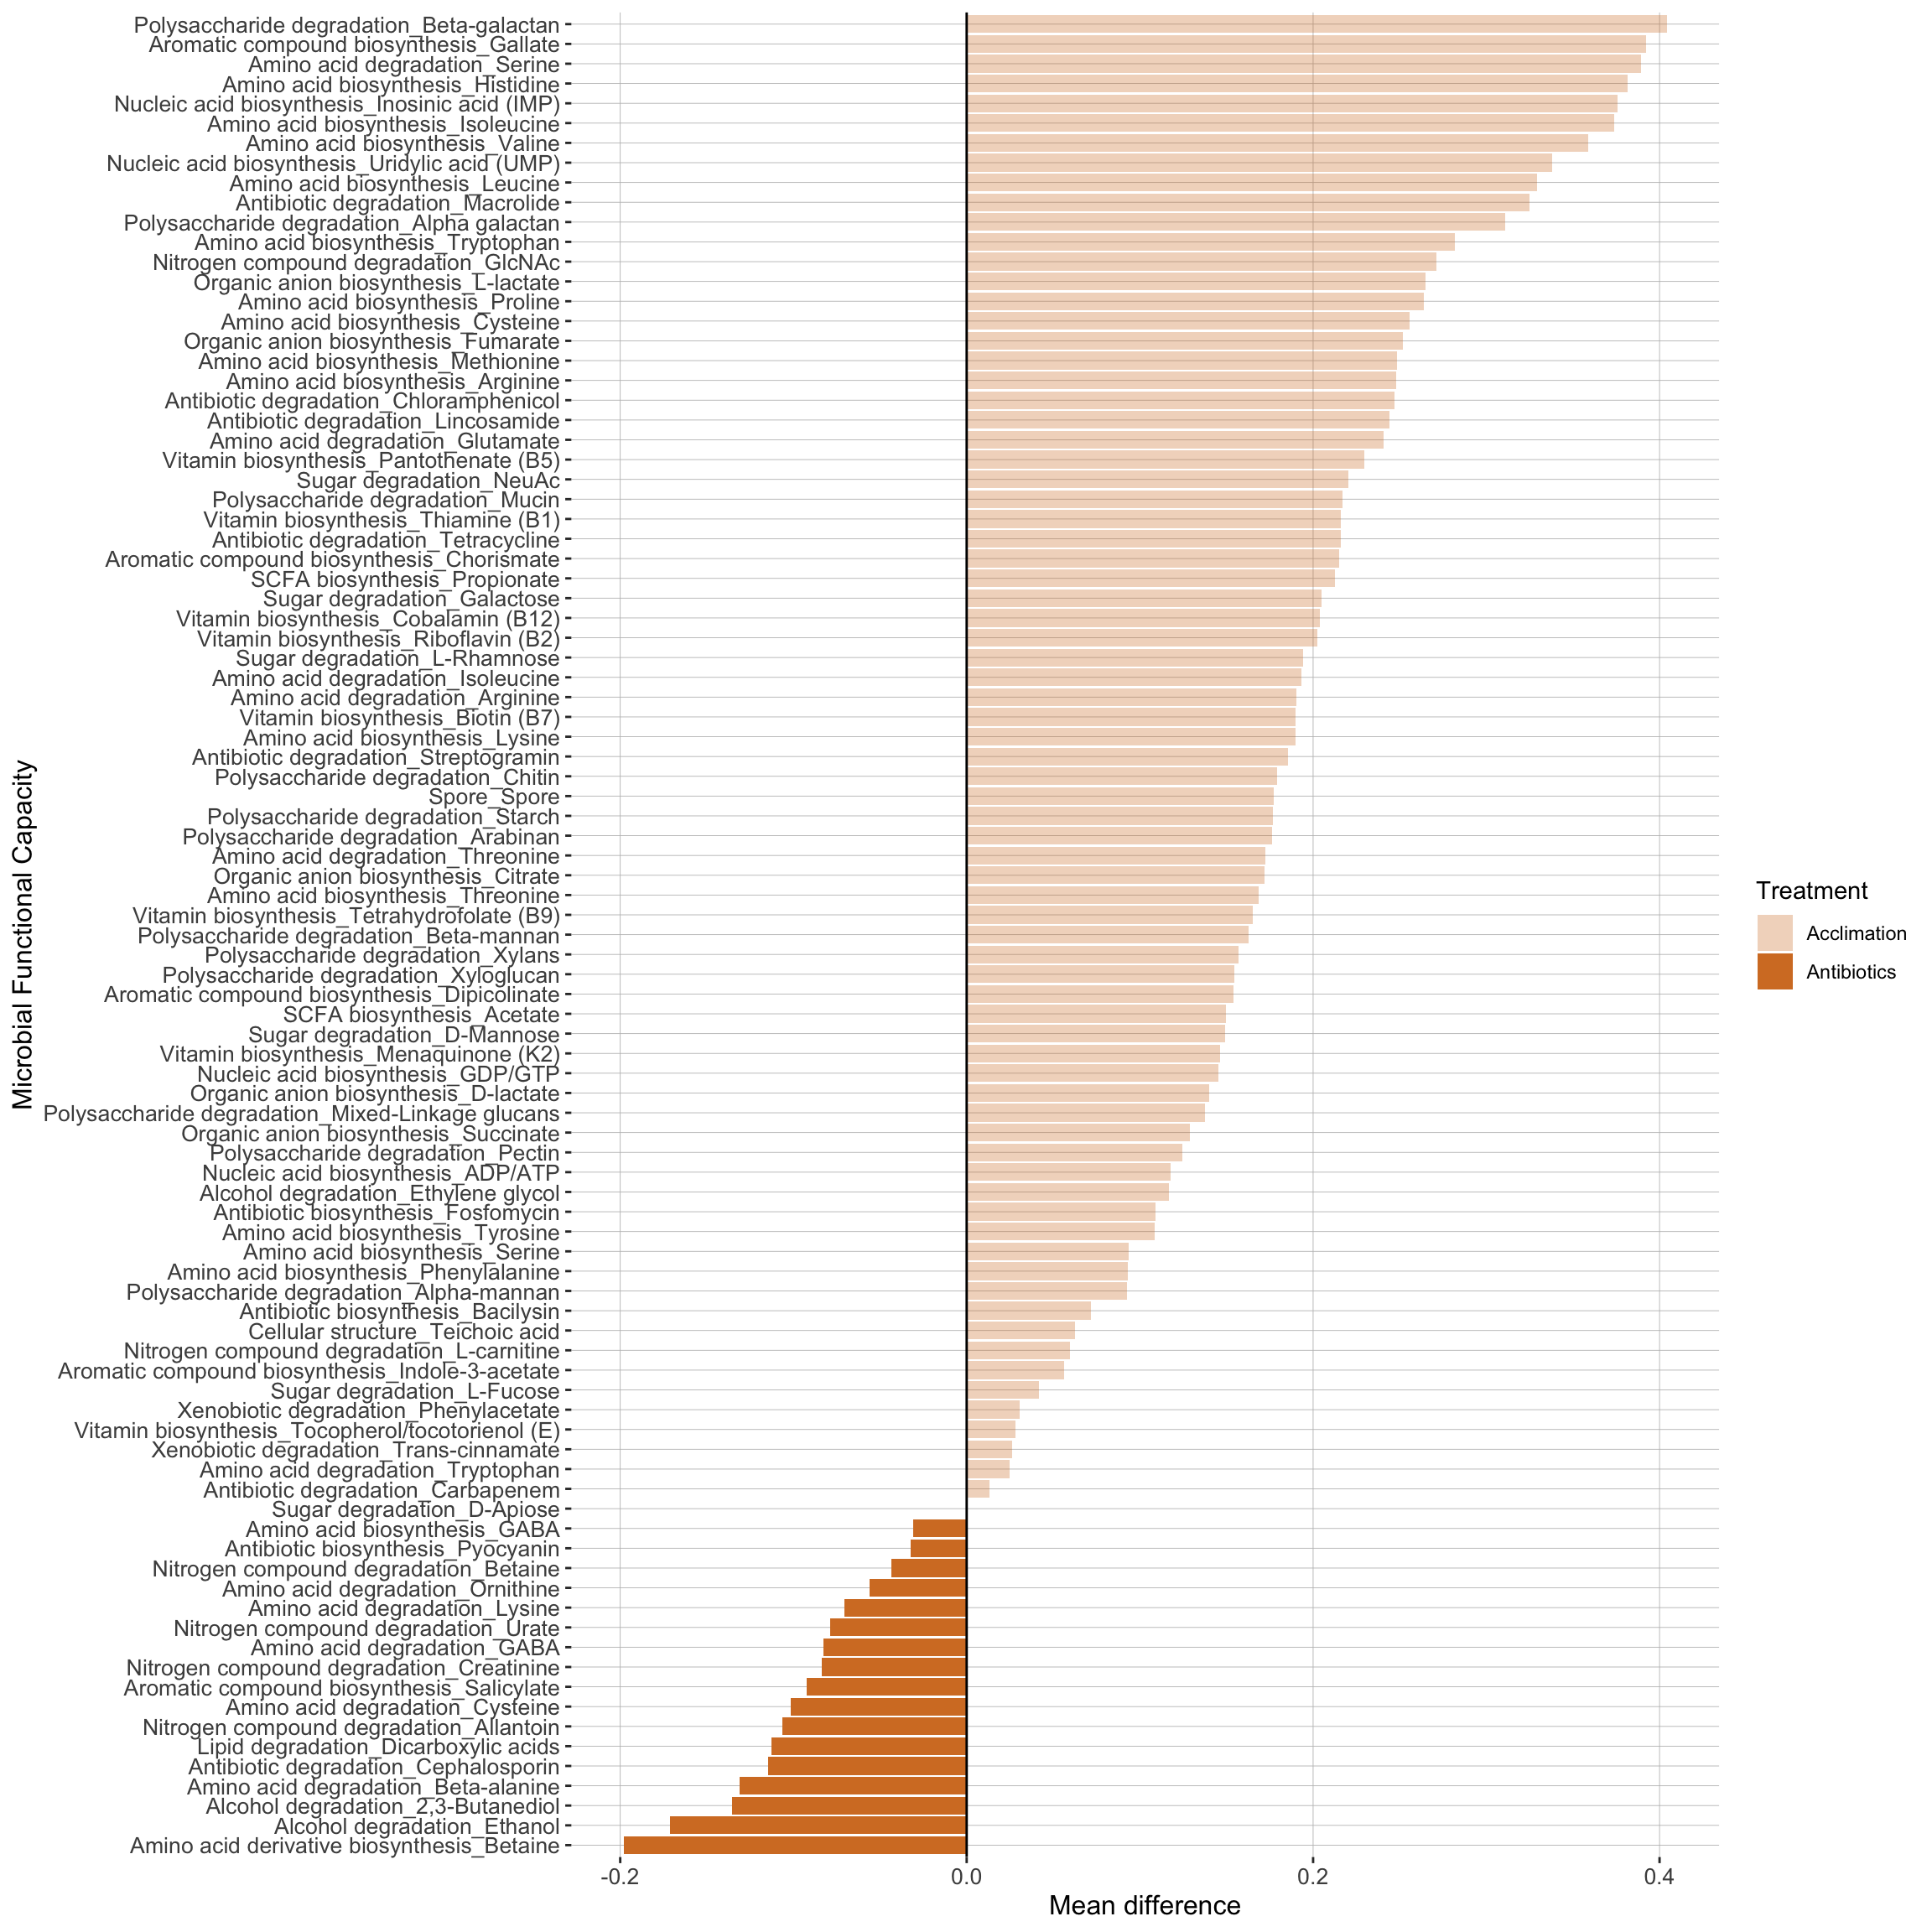 Polysaccharide degradation_Beta-galactan
Aromatic compound biosynthesis_Gallate
Amino acid degradation_Serine
Amino acid biosynthesis_Histidine
Nucleic acid biosynthesis_Inosinic acid (IMP)
Amino acid biosynthesis_Isoleucine
Amino acid biosynthesis_Valine
Nucleic acid biosynthesis_Uridylic acid (UMP)
Amino acid biosynthesis_Leucine
Antibiotic degradation_Macrolide
Polysaccharide degradation_Alpha galactan
Amino acid biosynthesis_Tryptophan
Nitrogen compound degradation_GlcNAc
Organic anion biosynthesis_L-lactate
Amino acid biosynthesis_Proline
Amino acid biosynthesis_Cysteine
Organic anion biosynthesis_Fumarate
Amino acid biosynthesis_Methionine
Amino acid biosynthesis_Arginine
Antibiotic degradation_Chloramphenicol
Antibiotic degradation_Lincosamide
Amino acid degradation_Glutamate
Vitamin biosynthesis_Pantothenate (B5)
Sugar degradation_NeuAc
Polysaccharide degradation_Mucin
Vitamin biosynthesis_Thiamine (B1)
Antibiotic degradation_Tetracycline
Aromatic compound biosynthesis_Chorismate
SCFA biosynthesis_Propionate
Sugar degradation_Galactose
Vitamin biosynthesis_Cobalamin (B12)
Vitamin biosynthesis_Riboflavin (B2)
Sugar degradation_L-Rhamnose
Amino acid degradation_Isoleucine
Amino acid degradation_Arginine
Vitamin biosynthesis_Biotin (B7)
Amino acid biosynthesis_Lysine
Antibiotic degradation_Streptogramin
Polysaccharide degradation_Chitin
Spore_Spore
Polysaccharide degradation_Starch
Polysaccharide degradation_Arabinan
Amino acid degradation_Threonine
Organic anion biosynthesis_Citrate
Amino acid biosynthesis_Threonine
Vitamin biosynthesis_Tetrahydrofolate (B9)
Polysaccharide degradation_Beta-mannan
Polysaccharide degradation_Xylans
Polysaccharide degradation_Xyloglucan
Aromatic compound biosynthesis_Dipicolinate
SCFA biosynthesis_Acetate
Sugar degradation_D-Mannose
Vitamin biosynthesis_Menaquinone (K2)
Nucleic acid biosynthesis_GDP/GTP
Organic anion biosynthesis_D-lactate
Polysaccharide degradation_Mixed-Linkage glucans
Organic anion biosynthesis_Succinate
Polysaccharide degradation_Pectin
Nucleic acid biosynthesis_ADP/ATP
Alcohol degradation_Ethylene glycol
Antibiotic biosynthesis_Fosfomycin
Amino acid biosynthesis_Tyrosine
Amino acid biosynthesis_Serine
Amino acid biosynthesis_Phenylalanine
Polysaccharide degradation_Alpha-mannan
Antibiotic biosynthesis_Bacilysin
Cellular structure_Teichoic acid
Nitrogen compound degradation_L-carnitine
Aromatic compound biosynthesis_Indole-3-acetate
Sugar degradation_L-Fucose
Xenobiotic degradation_Phenylacetate
Vitamin biosynthesis_Tocopherol/tocotorienol (E)
Xenobiotic degradation_Trans-cinnamate
Amino acid degradation_Tryptophan
Antibiotic degradation_Carbapenem
Sugar degradation_D-Apiose
Amino acid biosynthesis_GABA
Antibiotic biosynthesis_Pyocyanin
Nitrogen compound degradation_Betaine
Amino acid degradation_Ornithine
Amino acid degradation_Lysine
Nitrogen compound degradation_Urate
Amino acid degradation_GABA
Nitrogen compound degradation_Creatinine
Aromatic compound biosynthesis_Salicylate
Amino acid degradation_Cysteine
Nitrogen compound degradation_Allantoin
Lipid degradation_Dicarboxylic acids
Antibiotic degradation_Cephalosporin
Amino acid degradation_Beta-alanine
Alcohol degradation_2,3-Butanediol
Alcohol degradation_Ethanol
Amino acid derivative biosynthesis_Betaine
Microbial Functional Capacity
-0.2 0.0 0.2 0.4
Mean difference
Treatment
Acclimation
Antibiotics